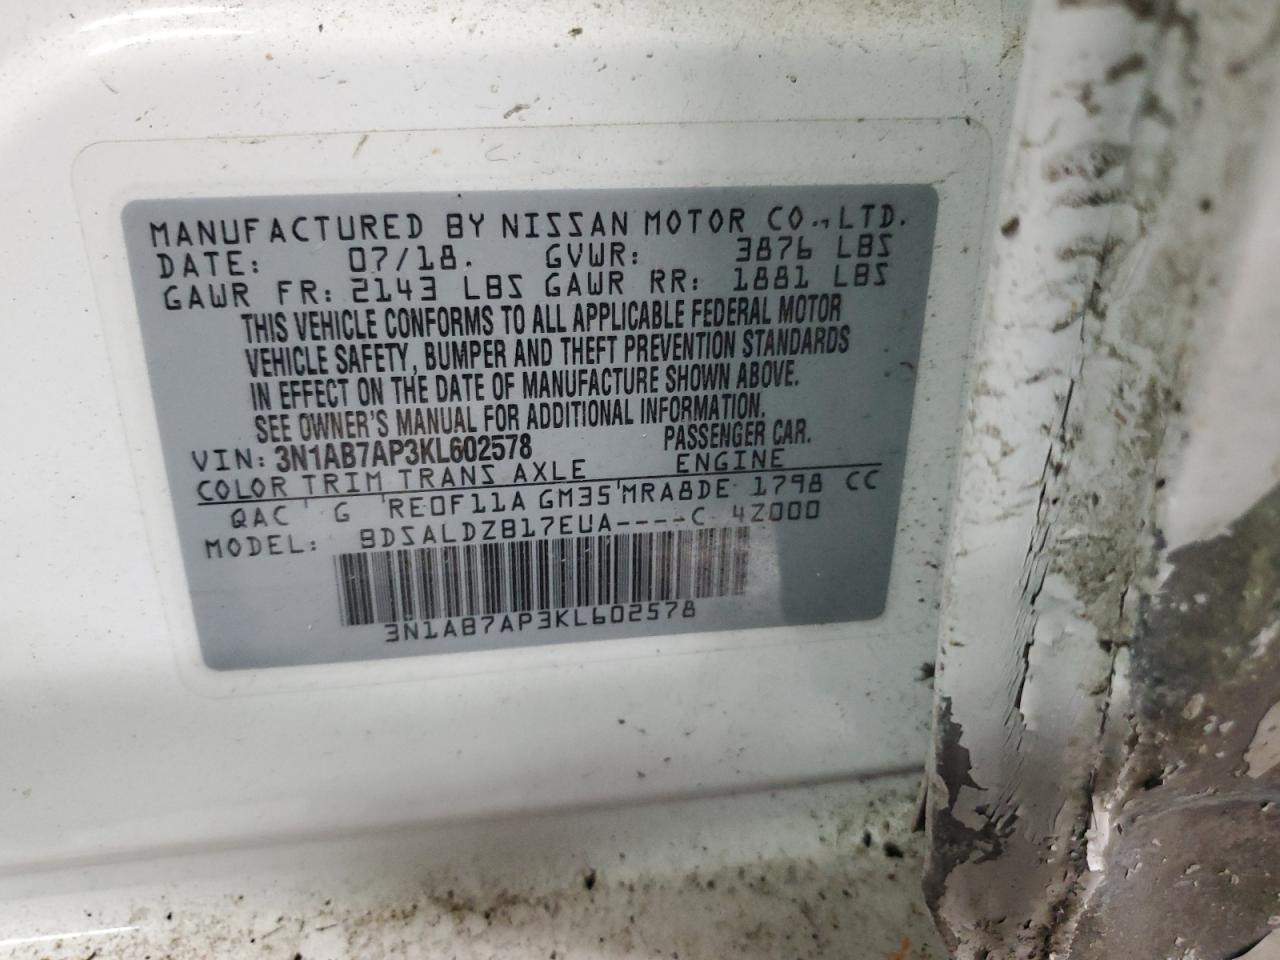 MANUFACTURED BY NISSAN MOTOR CO., LTD.
DATE: 07/18. GVWR: 3876 LBS
GAWR FR: 2143 LBS GAWR RR: 1881 LBS
THIS VEHICLE CONFORMS TO ALL APPLICABLE FEDERAL MOTOR
VEHICLE SAFETY, BUMPER AND THEFT PREVENTION STANDARDS
IN EFFECT ON THE DATE OF MANUFACTURE SHOWN ABOVE.
SEE OWNER'S MANUAL FOR ADDITIONAL INFORMATION.
VIN: 3N1AB7AP3KL602578 PASSENGER CAR.
COLOR TRIM TRANS AXLE ENGINE
QAC G RE0F11A GM35 MRA8DE 1798 CC
MODEL: BDSALDZB17EUA----C 4Z000
3N1AB7AP3KL602578